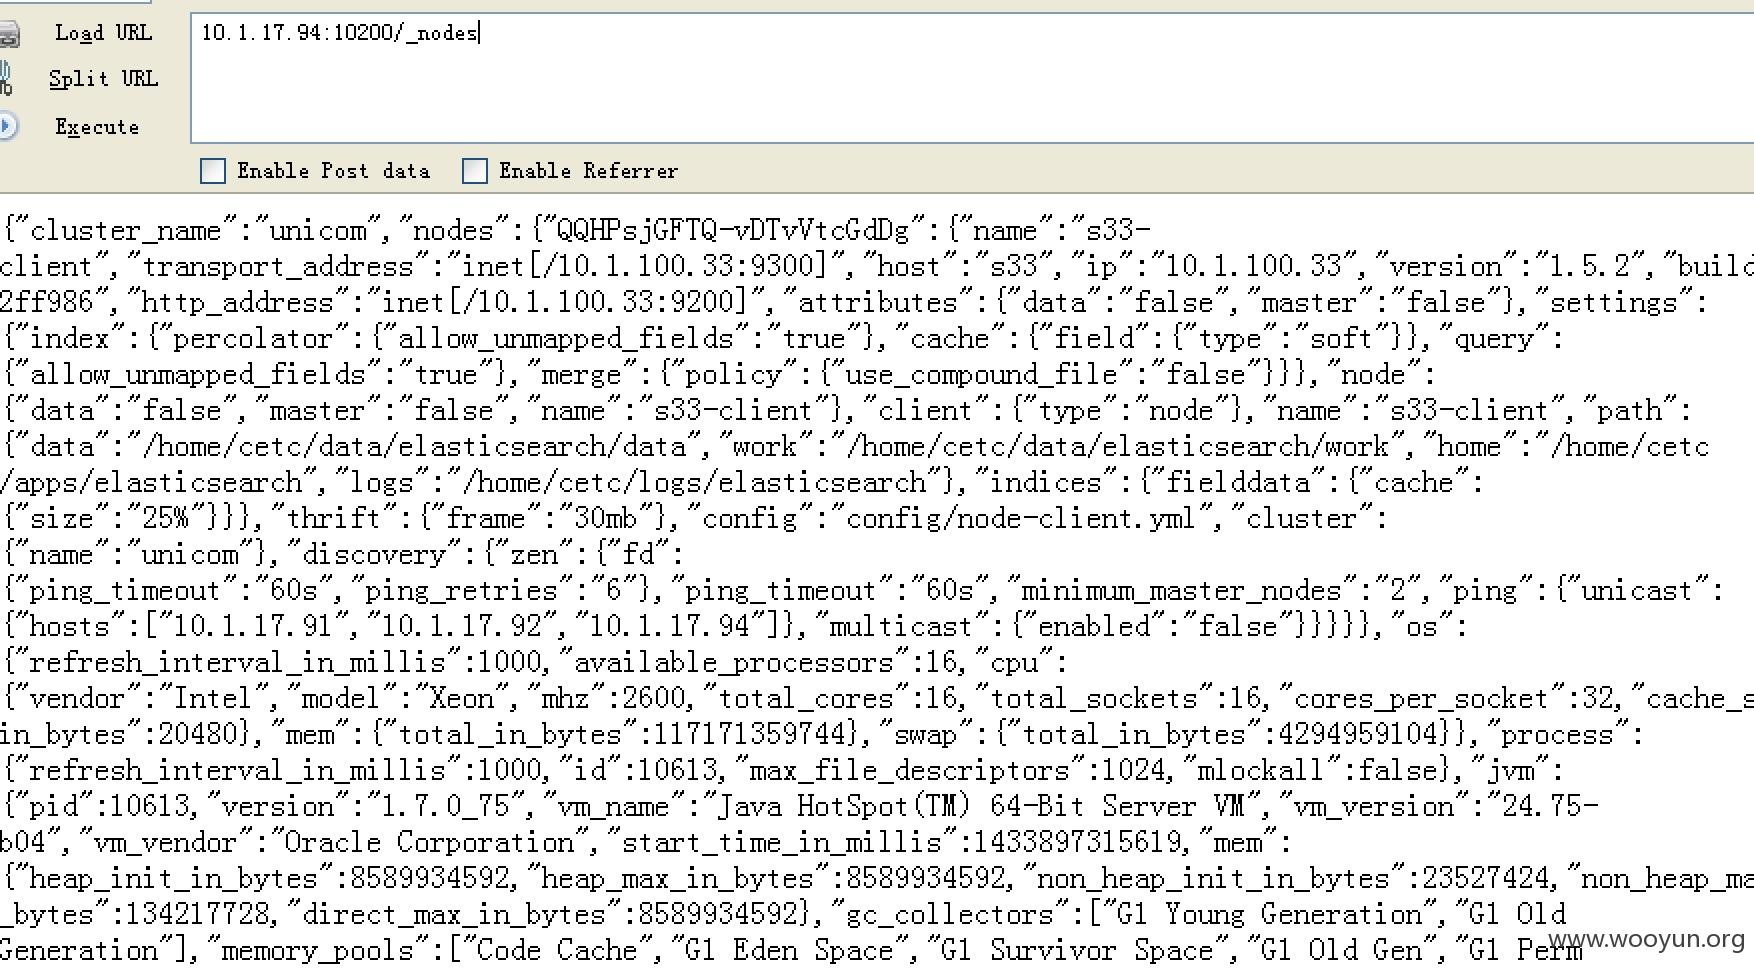 Load URL
10.1.17.94:10200/_nodes
Split URL
Execute
Enable Post data
Enable Referrer
{"cluster_name":"unicom","nodes":{"QQHPsjGFTQ-vDTvVtcGdDg":{"name":"s33-
client","transport_address":"inet[/10.1.100.33:9300]","host":"s33","ip":"10.1.100.33","version":"1.5.2","build
2ff986","http_address":"inet[/10.1.100.33:9200]","attributes":{"data":"false","master":"false"},"settings":
{"index":{"percolator":{"allow_unmapped_fields":"true"},"cache":{"field":{"type":"soft"}},"query":
{"allow_unmapped_fields":"true"},"merge":{"policy":{"use_compound_file":"false"}}},"node":
{"data":"false","master":"false","name":"s33-client"},"client":{"type":"node"},"name":"s33-client","path":
{"data":"/home/cetc/data/elasticsearch/data","work":"/home/cetc/data/elasticsearch/work","home":"/home/cetc
/apps/elasticsearch","logs":"/home/cetc/logs/elasticsearch"},"indices":{"fielddata":{"cache":
{"size":"25%"}}},"thrift":{"frame":"30mb"},"config":"config/node-client.yml","cluster":
{"name":"unicom"},"discovery":{"zen":{"fd":
{"ping_timeout":"60s","ping_retries":"6"},"ping_timeout":"60s","minimum_master_nodes":"2","ping":{"unicast":
{"hosts":["10.1.17.91","10.1.17.92","10.1.17.94"]},"multicast":{"enabled":"false"}}}}},"os":
{"refresh_interval_in_millis":1000,"available_processors":16,"cpu":
{"vendor":"Intel","model":"Xeon","mhz":2600,"total_cores":16,"total_sockets":16,"cores_per_socket":32,"cache_s
in_bytes":20480},"mem":{"total_in_bytes":117171359744},"swap":{"total_in_bytes":4294959104}},"process":
{"refresh_interval_in_millis":1000,"id":10613,"max_file_descriptors":1024,"mlockall":false},"jvm":
{"pid":10613,"version":"1.7.0_75","vm_name":"Java HotSpot(TM) 64-Bit Server VM","vm_version":"24.75-
b04","vm_vendor":"Oracle Corporation","start_time_in_millis":1433897315619,"mem":
{"heap_init_in_bytes":8589934592,"heap_max_in_bytes":8589934592,"non_heap_init_in_bytes":23527424,"non_heap_ma
_bytes":134217728,"direct_max_in_bytes":8589934592},"gc_collectors":["G1 Young Generation","G1 Old
Generation"],"memory_pools":["Code Cache","G1 Eden Space","G1 Survivor Space","G1 Old Gen","G1 Perm
www.wooyun.org